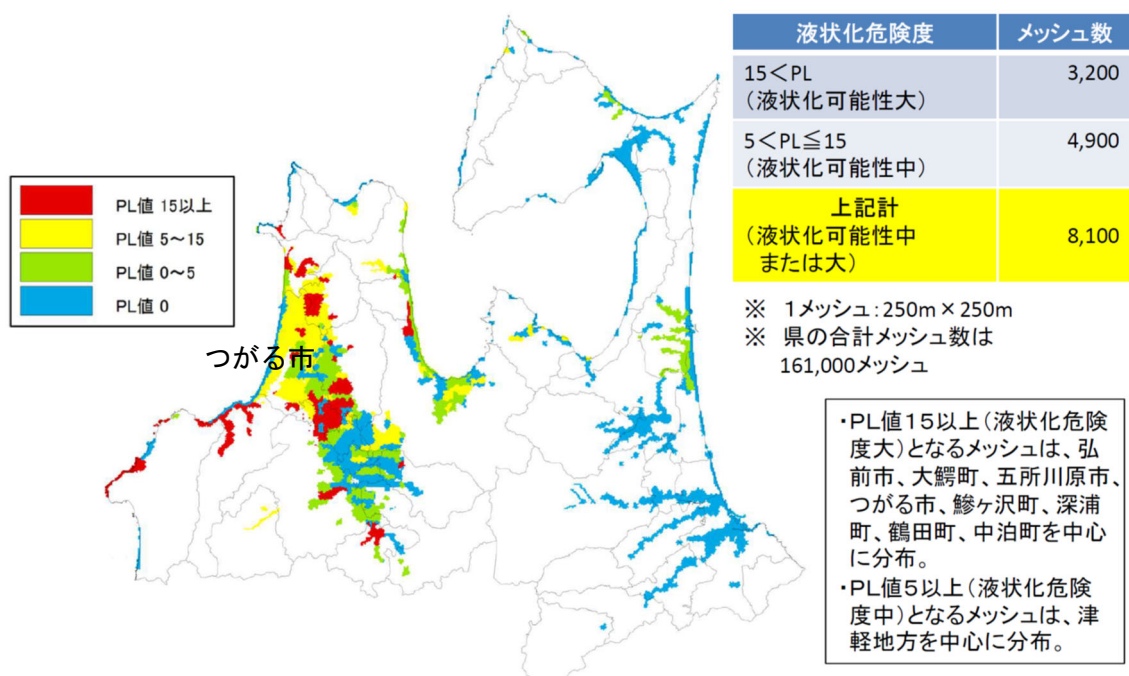 液状化危険度 メッシュ数
15<PL
(液状化可能性大)
3,200
5<PL≦15
(液状化可能性中)
4,900
上記計
(液状化可能性中
または大)
8,100
※ 1メッシュ:250m×250m
※ 県の合計メッシュ数は
161,000メッシュ
PL値 15以上
PL値 5~15
PL値 0~5
PL値 0
つがる市
・PL値15以上(液状化危険
度大)となるメッシュは、弘
前市、大鰐町、五所川原市、
つがる市、鰺ヶ沢町、深浦
町、鶴田町、中泊町を中心
に分布。
・PL値5以上(液状化危険
度中)となるメッシュは、津
軽地方を中心に分布。